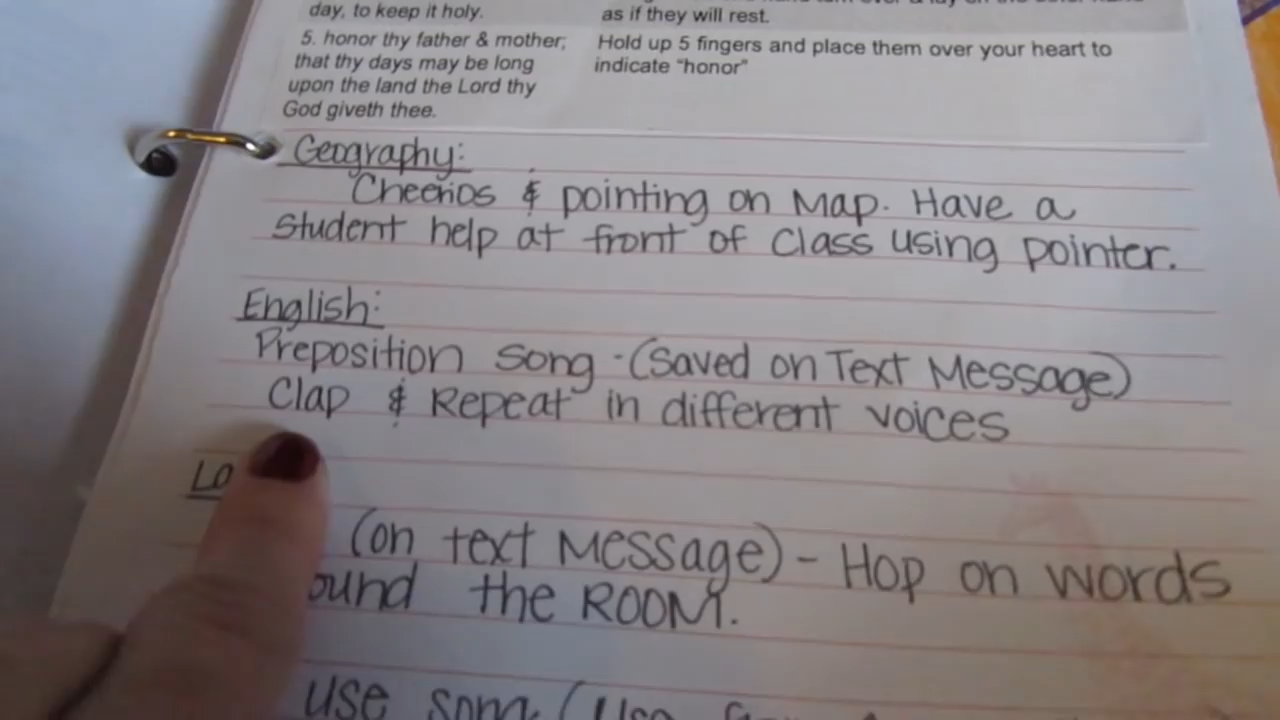 day, to keep it holy.
as if they will rest.
5. honor thy father & mother;
that thy days may be long
upon the land the Lord thy
God giveth thee.
Hold up 5 fingers and place them over your heart to
indicate "honor"
Geography:
Cheerios & pointing on Map. Have a
student help at front of class using pointer.
English:
Preposition song - (saved on Text Message)
Clap & Repeat in different voices
(on text Message) - Hop on words
the ROOM.
use song (Use